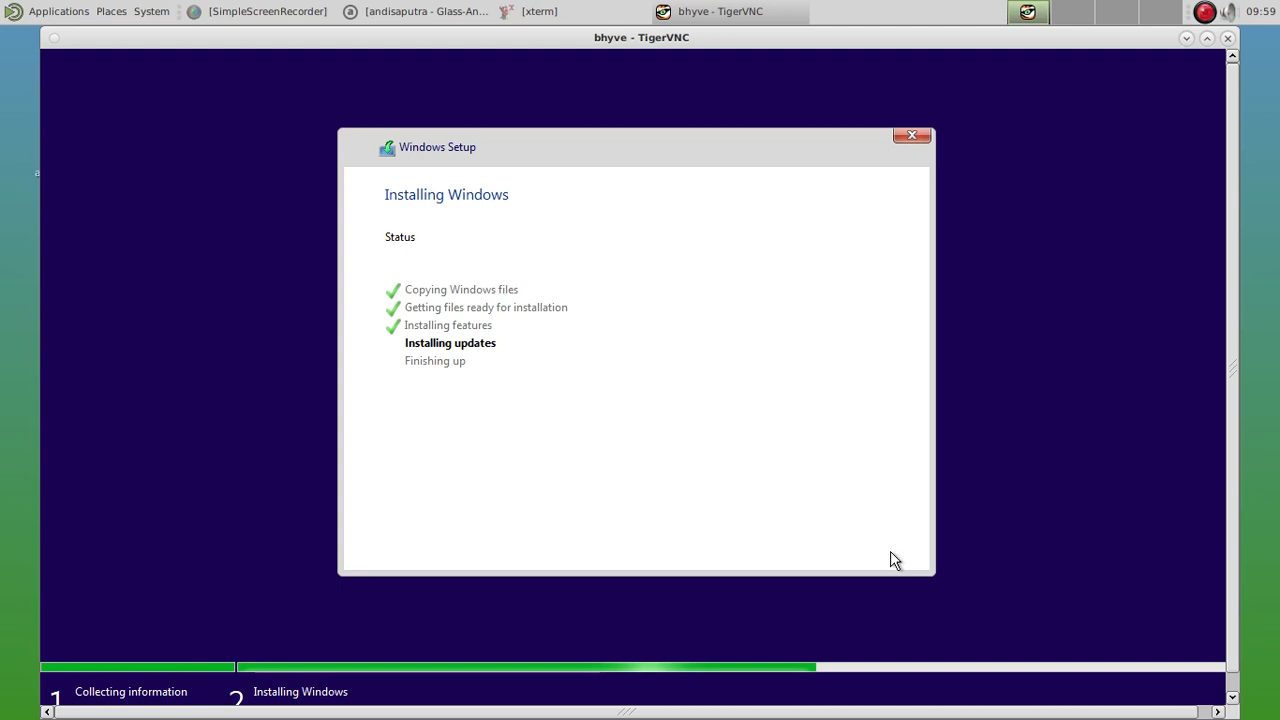 Applications Places System [SimpleScreenRecorder] [andisaputra - Glass-An... [xterm] bhyve - TigerVNC 09:59
bhyve - TigerVNC
a
Windows Setup
Installing Windows
Status
Copying Windows files
Getting files ready for installation
Installing features
Installing updates
Finishing up
1 Collecting information 2 Installing Windows